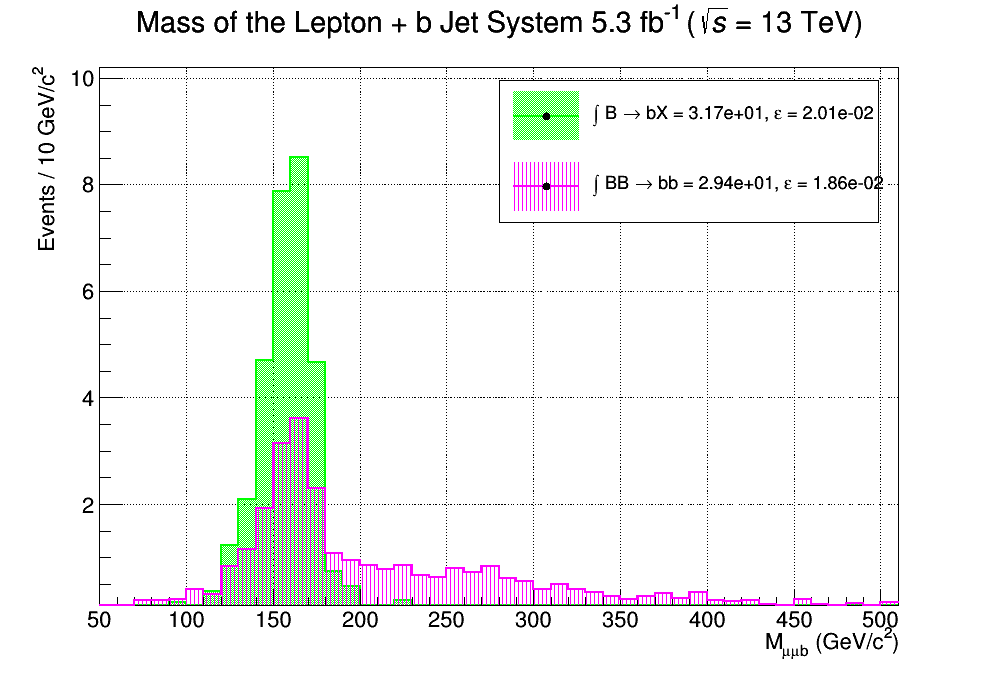 Mass of the Lepton + b Jet System 5.3 fb⁻¹ (√s = 13 TeV)
Events / 10 GeV/c²
10
8
6
4
2
∫ B → bX = 3.17e+01, ε = 2.01e-02
∫ BB → bb = 2.94e+01, ε = 1.86e-02
50 100 150 200 250 300 350 400 450 500
M_μμb (GeV/c²)